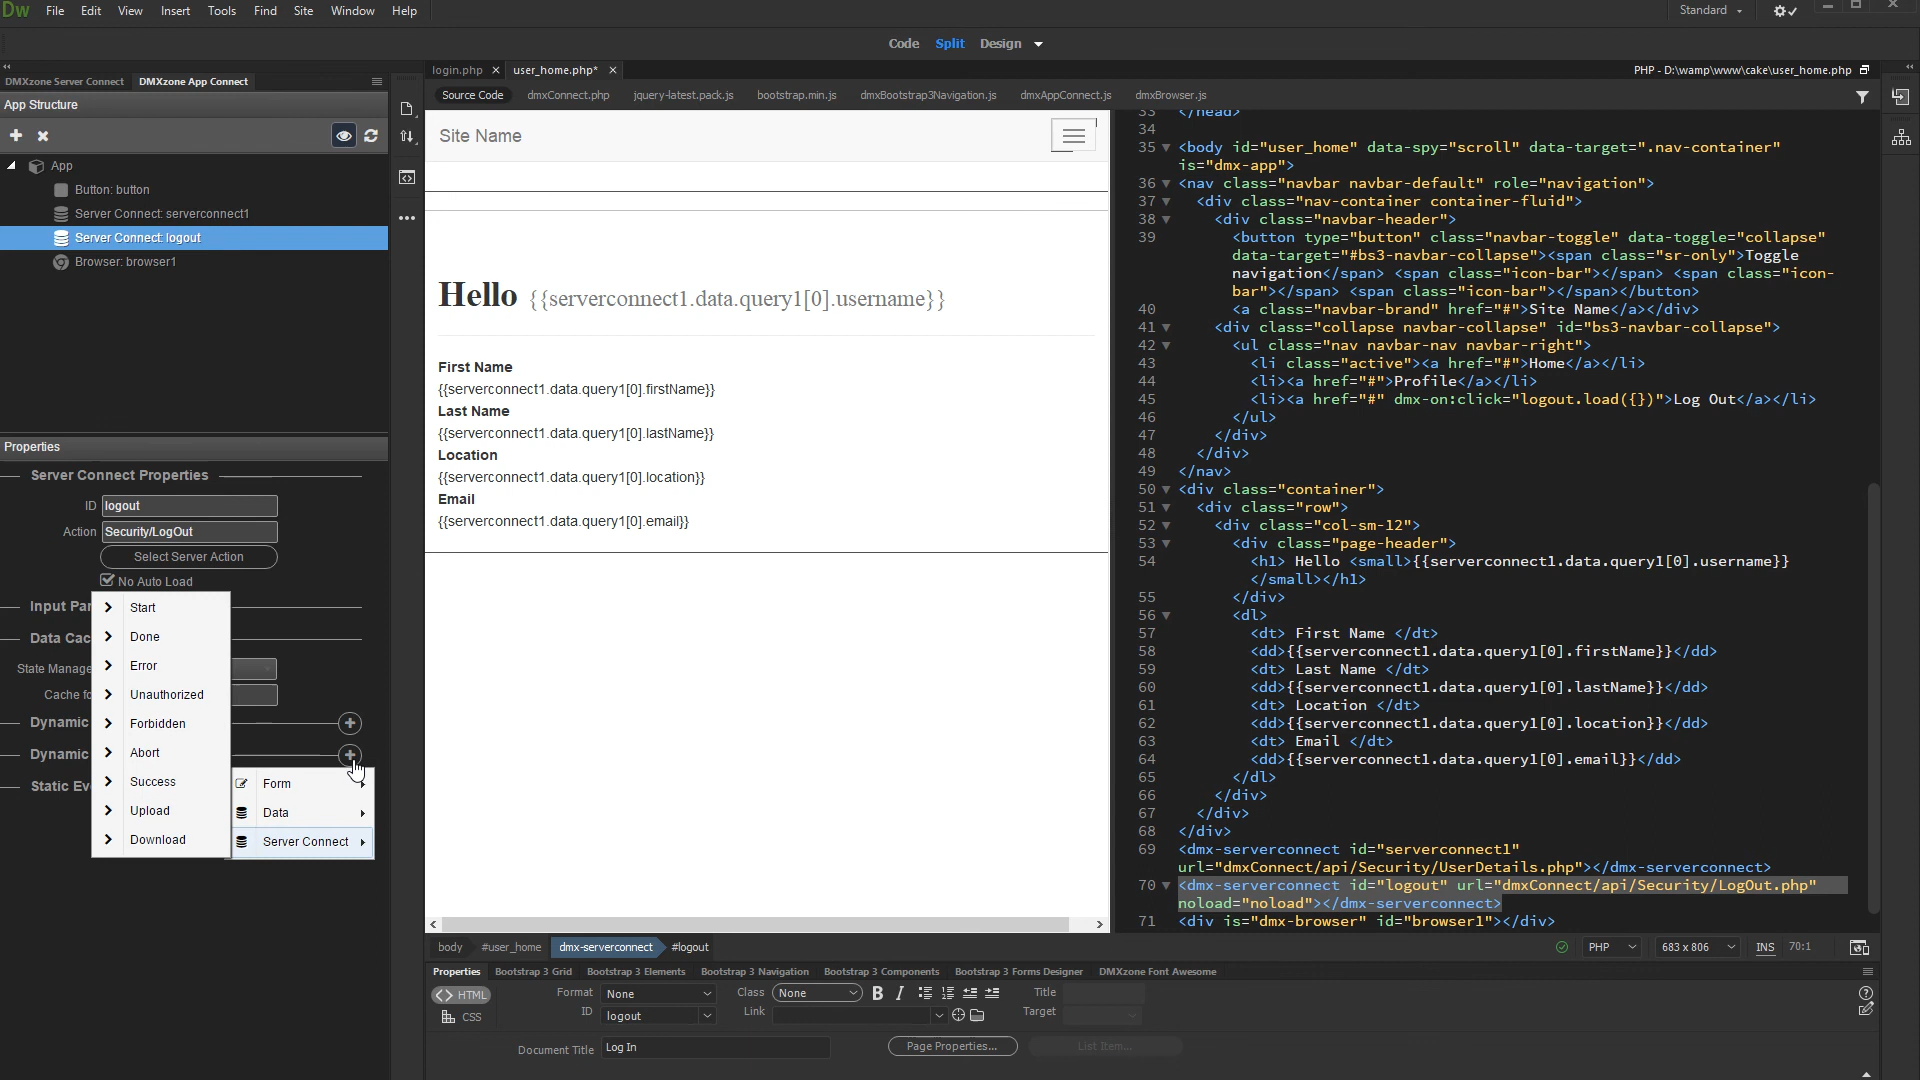 Dw File Edit View Insert Tools Find Site Window Help Standard
Code Split Design
DMXzone Server Connect DMXzone App Connect
App Structure
App
Button: button
Server Connect: serverconnect1
Server Connect: logout
Browser: browser1
Properties
Server Connect Properties
ID logout
Action Security/LogOut
Select Server Action
No Auto Load
Input Par
Data Cac
State Manage
Cache fo
Dynamic
Dynamic
Static Ev
Start
Done
Error
Unauthorized
Forbidden
Abort
Success
Upload
Download
Form
Data
Server Connect
login.php user_home.php* PHP - D:\wamp\www\cake\user_home.php
Source Code dmxConnect.php jquery-latest.pack.js bootstrap.min.js dmxBootstrap3Navigation.js dmxAppConnect.js dmxBrowser.js
Site Name
Hello {{serverconnect1.data.query1[0].username}}
First Name
{{serverconnect1.data.query1[0].firstName}}
Last Name
{{serverconnect1.data.query1[0].lastName}}
Location
{{serverconnect1.data.query1[0].location}}
Email
{{serverconnect1.data.query1[0].email}}
33 </head>
34
35 <body id="user_home" data-spy="scroll" data-target=".nav-container"
is="dmx-app">
36 <nav class="navbar navbar-default" role="navigation">
37 <div class="nav-container container-fluid">
38 <div class="navbar-header">
39 <button type="button" class="navbar-toggle" data-toggle="collapse"
data-target="#bs3-navbar-collapse"><span class="sr-only">Toggle
navigation</span> <span class="icon-bar"></span> <span class="icon-
bar"></span> <span class="icon-bar"></span></button>
40 <a class="navbar-brand" href="#">Site Name</a></div>
41 <div class="collapse navbar-collapse" id="bs3-navbar-collapse">
42 <ul class="nav navbar-nav navbar-right">
43 <li class="active"><a href="#">Home</a></li>
44 <li><a href="#">Profile</a></li>
45 <li><a href="#" dmx-on:click="logout.load({})">Log Out</a></li>
46 </ul>
47 </div>
48 </div>
49 </nav>
50 <div class="container">
51 <div class="row">
52 <div class="col-sm-12">
53 <div class="page-header">
54 <h1> Hello <small>{{serverconnect1.data.query1[0].username}}
</small></h1>
55 </div>
56 <dl>
57 <dt> First Name </dt>
58 <dd>{{serverconnect1.data.query1[0].firstName}}</dd>
59 <dt> Last Name </dt>
60 <dd>{{serverconnect1.data.query1[0].lastName}}</dd>
61 <dt> Location </dt>
62 <dd>{{serverconnect1.data.query1[0].location}}</dd>
63 <dt> Email </dt>
64 <dd>{{serverconnect1.data.query1[0].email}}</dd>
65 </dl>
66 </div>
67 </div>
68 </div>
69 <dmx-serverconnect id="serverconnect1"
url="dmxConnect/api/Security/UserDetails.php"></dmx-serverconnect>
70 <dmx-serverconnect id="logout" url="dmxConnect/api/Security/LogOut.php"
noload="noload"></dmx-serverconnect>
71 <div is="dmx-browser" id="browser1"></div>
body #user_home dmx-serverconnect #logout PHP 683 x 806 INS 70:1
Properties Bootstrap 3 Grid Bootstrap 3 Elements Bootstrap 3 Navigation Bootstrap 3 Components Bootstrap 3 Forms Designer DMXzone Font Awesome
<> HTML Format None Class None B I Title
CSS ID logout Link Target
Document Title Log In Page Properties... List Item...